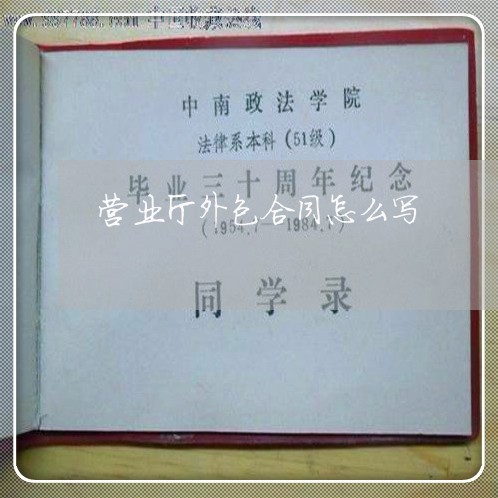 中南政法学院
法律系本科(51级)
毕业三十周年纪念
营业厅外包合同怎么写
(1954.7—1984.7)
同学录